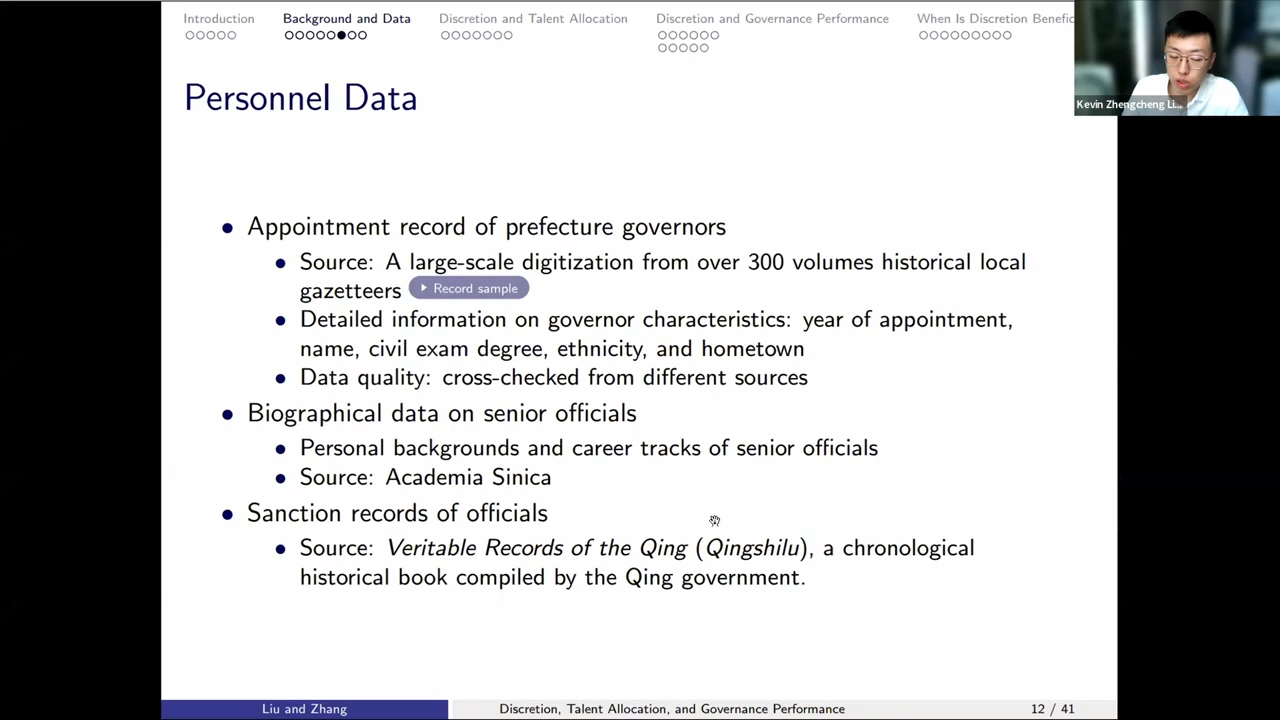 Introduction
Background and Data
Discretion and Talent Allocation
Discretion and Governance Performance
When Is Discretion Benefic
Kevin Zhengcheng Li...
Personnel Data
• Appointment record of prefecture governors
• Source: A large-scale digitization from over 300 volumes historical local
gazetteers Record sample
• Detailed information on governor characteristics: year of appointment,
name, civil exam degree, ethnicity, and hometown
• Data quality: cross-checked from different sources
• Biographical data on senior officials
• Personal backgrounds and career tracks of senior officials
• Source: Academia Sinica
• Sanction records of officials
• Source: Veritable Records of the Qing (Qingshilu), a chronological
historical book compiled by the Qing government.
Liu and Zhang
Discretion, Talent Allocation, and Governance Performance
12 / 41